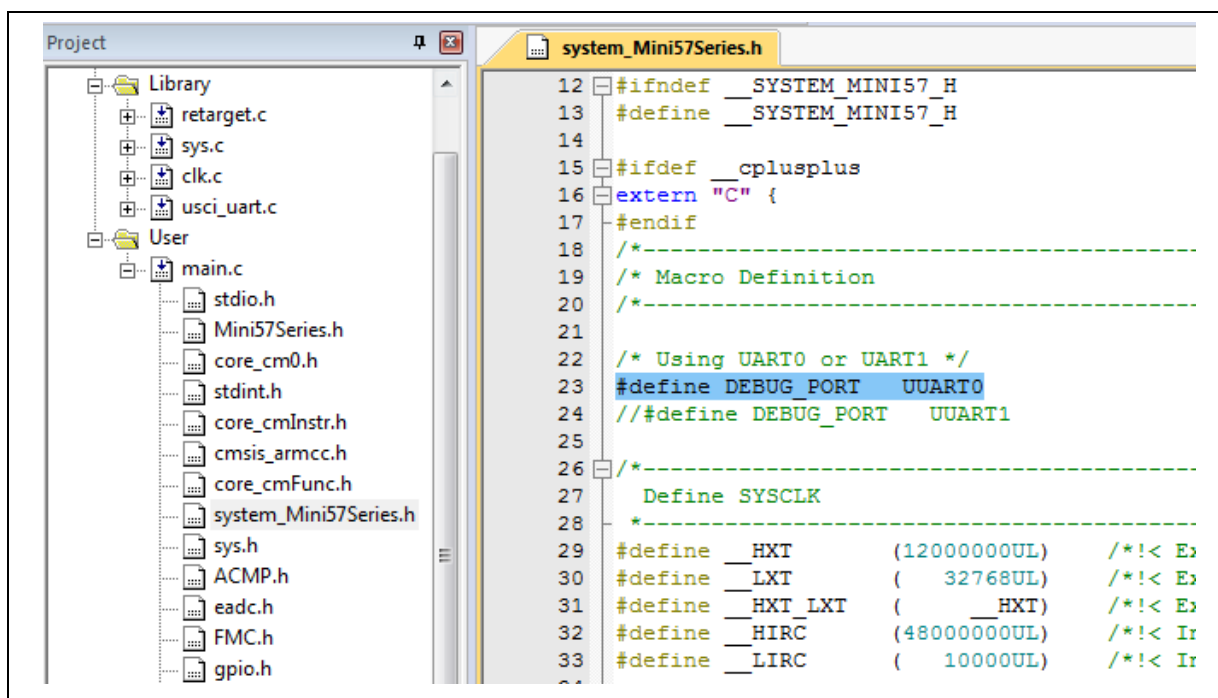 Project
Library
retarget.c
sys.c
clk.c
usci_uart.c
User
main.c
stdio.h
Mini57Series.h
core_cm0.h
stdint.h
core_cmInstr.h
cmsis_armcc.h
core_cmFunc.h
system_Mini57Series.h
sys.h
ACMP.h
eadc.h
FMC.h
gpio.h
system_Mini57Series.h
12 #ifndef __SYSTEM_MINI57_H
13 #define __SYSTEM_MINI57_H
14
15 #ifdef __cplusplus
16 extern "C" {
17 #endif
18 /*-----------------------------------------
19 /* Macro Definition
20 /*-----------------------------------------
21
22 /* Using UART0 or UART1 */
23 #define DEBUG_PORT   UUART0
24 //#define DEBUG_PORT   UUART1
25
26 /*-----------------------------------------
27   Define SYSCLK
28  *-----------------------------------------
29 #define __HXT       (12000000UL)    /*!< Ex
30 #define __LXT       (   32768UL)    /*!< Ex
31 #define __HXT_LXT   (      __HXT)    /*!< Ex
32 #define __HIRC      (48000000UL)    /*!< In
33 #define __LIRC      (   10000UL)    /*!< In